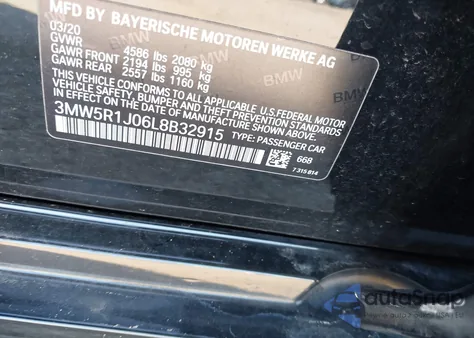 MFD BY BAYERISCHE MOTOREN WERKE AG
03/20
GVWR 4586 lbs 2080 kg
GAWR FRONT 2194 lbs 995 kg
GAWR REAR 2557 lbs 1160 kg
BMW BMW
BMW
THIS VEHICLE CONFORMS TO ALL APPLICABLE U.S. FEDERAL MOTOR
VEHICLE SAFETY, BUMPER, AND THEFT PREVENTION STANDARDS
IN EFFECT ON THE DATE OF MANUFACTURE SHOWN ABOVE.
3MW5R1J06L8B32915 TYPE: PASSENGER CAR
668
7 315 814
autoSnap